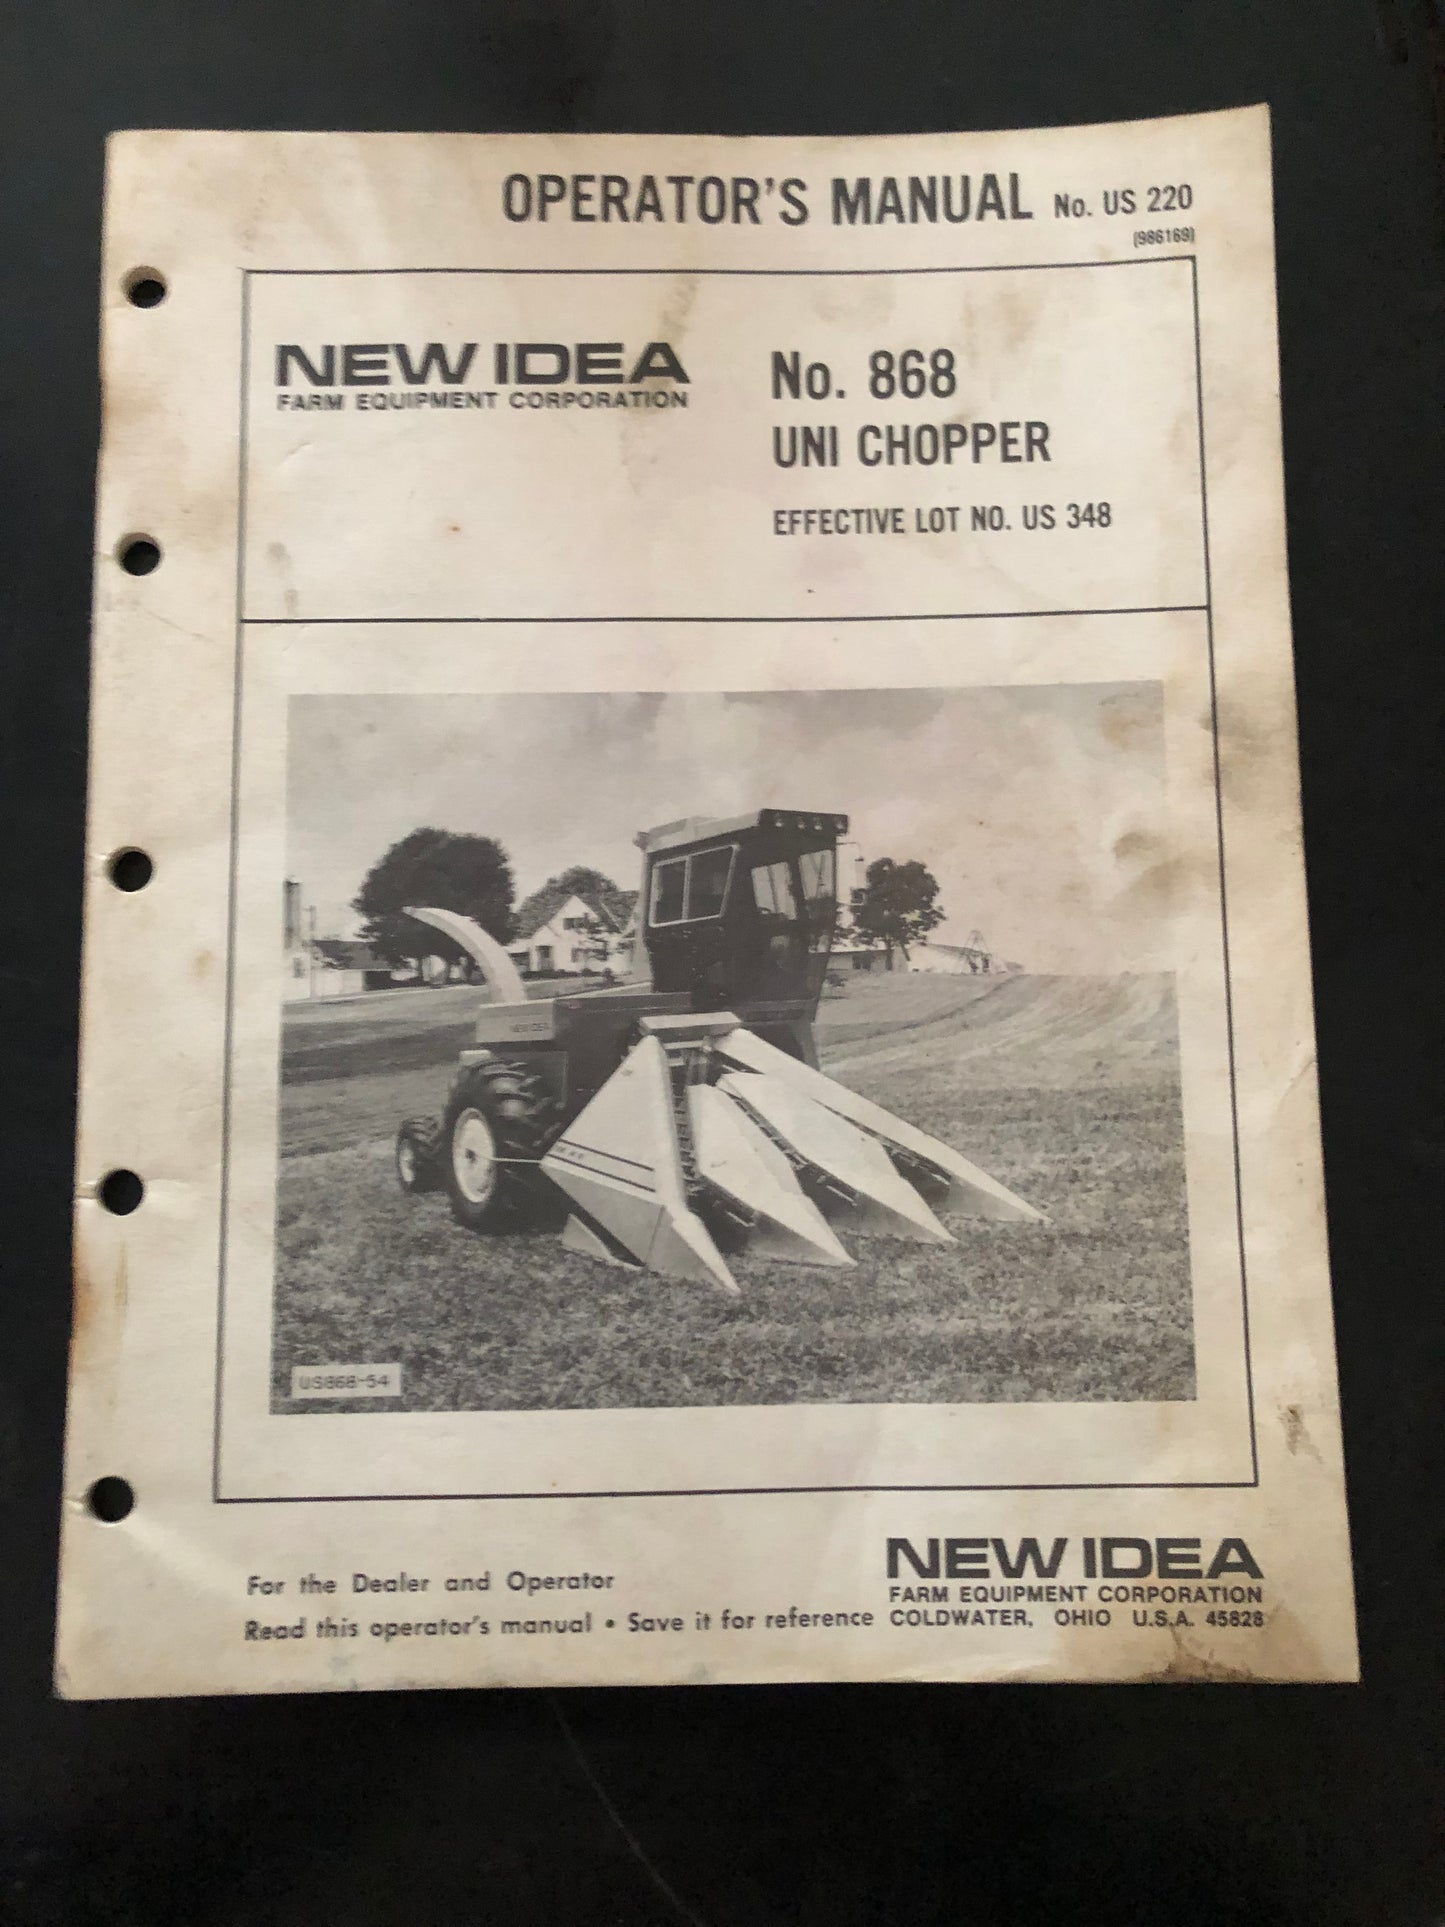 OPERATOR'S MANUAL No. US 220
(986169)
NEW IDEA
FARM EQUIPMENT CORPORATION
No. 868
UNI CHOPPER
EFFECTIVE LOT NO. US 348
NEW IDEA
US868-54
For the Dealer and Operator
Read this operator's manual • Save it for reference
NEW IDEA
FARM EQUIPMENT CORPORATION
COLDWATER, OHIO U.S.A. 45828